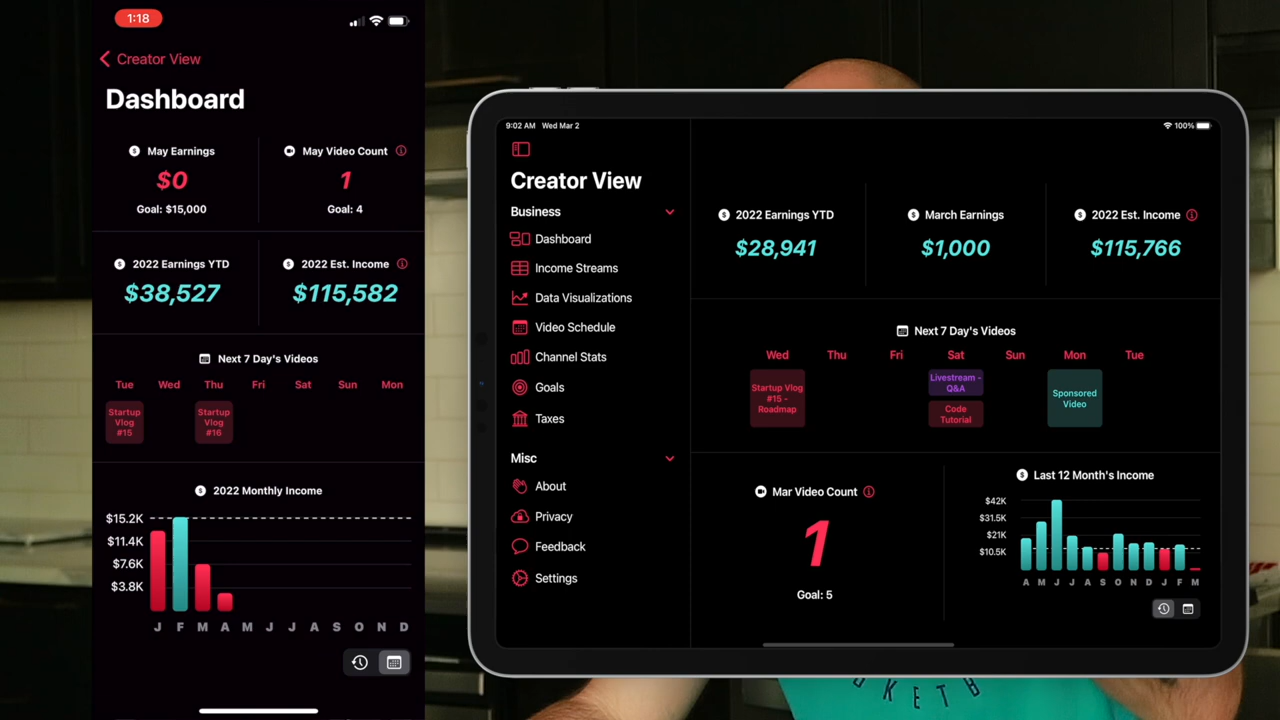 1:18
Creator View
Dashboard
May Earnings
$0
Goal: $15,000
May Video Count
1
Goal: 4
2022 Earnings YTD
$38,527
2022 Est. Income
$115,582
Next 7 Day's Videos
Tue Wed Thu Fri Sat Sun Mon
Startup
Vlog
#15
Startup
Vlog
#16
2022 Monthly Income
$15.2K
$11.4K
$7.6K
$3.8K
J F M A M J J A S O N D
9:02 AM Wed Mar 2
100%
Creator View
Business
Dashboard
Income Streams
Data Visualizations
Video Schedule
Channel Stats
Goals
Taxes
Misc
About
Privacy
Feedback
Settings
2022 Earnings YTD
$28,941
March Earnings
$1,000
2022 Est. Income
$115,766
Next 7 Day's Videos
Wed Thu Fri Sat Sun Mon Tue
Startup Vlog
#15 -
Roadmap
Livestream -
Q&A
Code
Tutorial
Sponsored
Video
Mar Video Count
1
Goal: 5
Last 12 Month's Income
$42K
$31.5K
$21K
$10.5K
A M J J A S O N D J F M
KETB